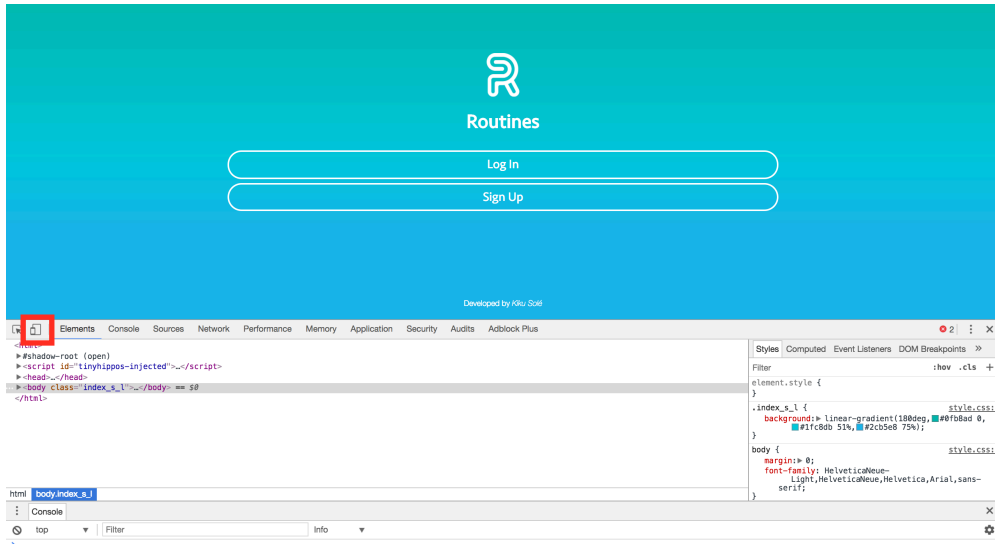 Routines
Log In
Sign Up
Developed by Kiku Solé
Elements Console Sources Network Performance Memory Application Security Audits Adblock Plus 2
<html>
#shadow-root (open)
<script id="tinyhippos-injected">…</script>
<head>…</head>
<body class="index_s_l">…</body> == $0
</html>
html body.index_s_l
Styles Computed Event Listeners DOM Breakpoints »
Filter :hov .cls +
element.style {
}
.index_s_l { style.css:
background: linear-gradient(180deg, #0fb8ad 0,
#1fc8db 51%, #2cb5e8 75%);
}
body { style.css:
margin: 0;
font-family: HelveticaNeue-
Light,HelveticaNeue,Helvetica,Arial,sans-
serif;
}
Console
top Filter Info